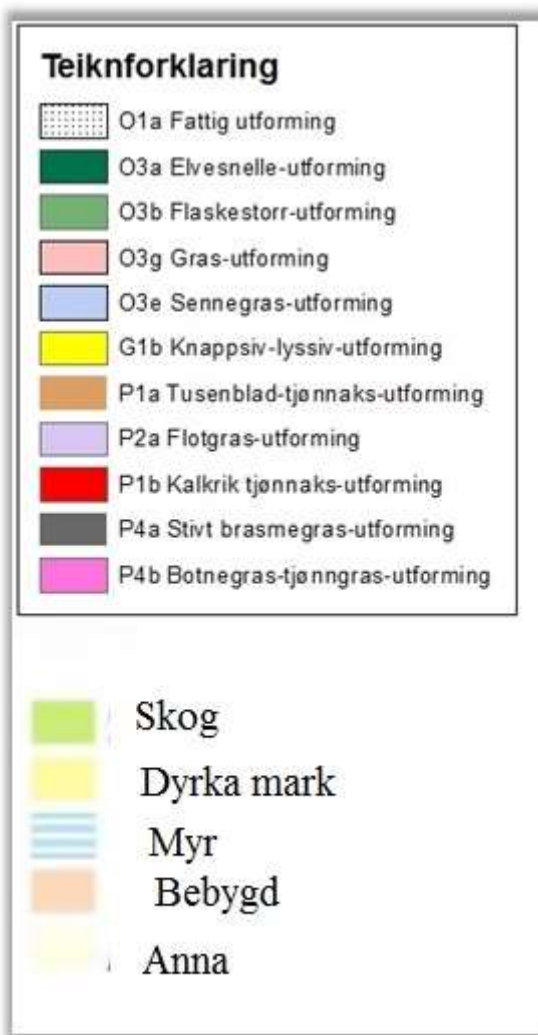 Teiknforklaring
O1a Fattig utforming
O3a Elvesnelle-utforming
O3b Flaskestorr-utforming
O3g Gras-utforming
O3e Sennegras-utforming
G1b Knappsiv-lyssiv-utforming
P1a Tusenblad-tjønnaks-utforming
P2a Flotgras-utforming
P1b Kalkrik tjønnaks-utforming
P4a Stivt brasmegras-utforming
P4b Botnegras-tjønngras-utforming
Skog
Dyrka mark
Myr
Bebygd
Anna